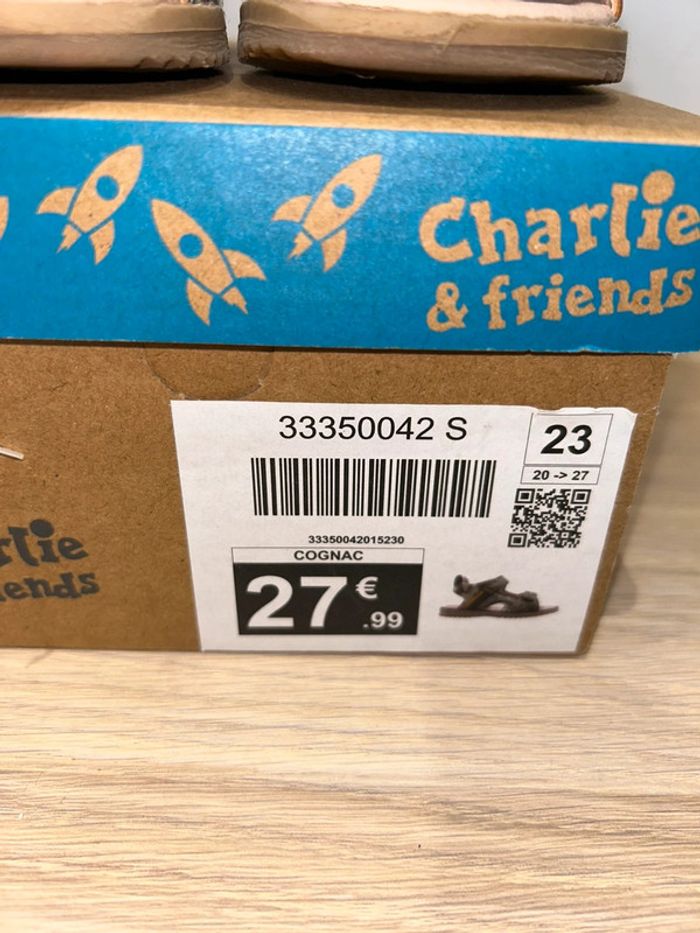 Charlie
& friends
33350042 S
23
20 -> 27
33350042015230
COGNAC
27€.99
rlie
iends